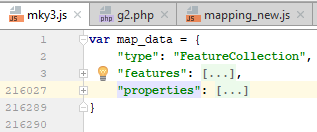 mky3.js × g2.php × mapping_new.js
1 var map_data = {
2 "type": "FeatureCollection",
3 "features": [...],
216027 "properties": [...]
216289 }
216290